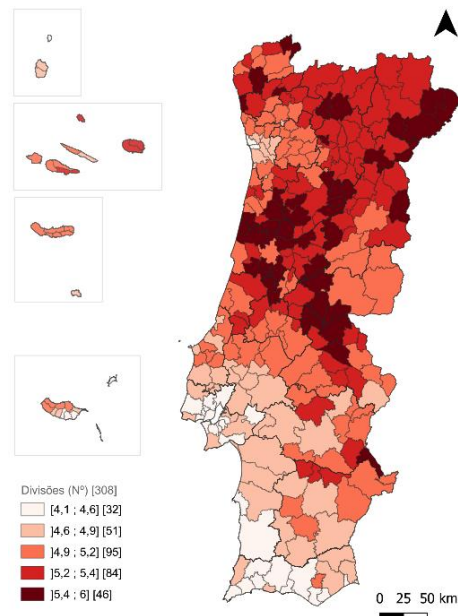 Divisões (Nº) [308]
[4,1 ; 4,6] [32]
]4,6 ; 4,9] [51]
]4,9 ; 5,2] [95]
]5,2 ; 5,4] [84]
]5,4 ; 6] [46]
0 25 50 km